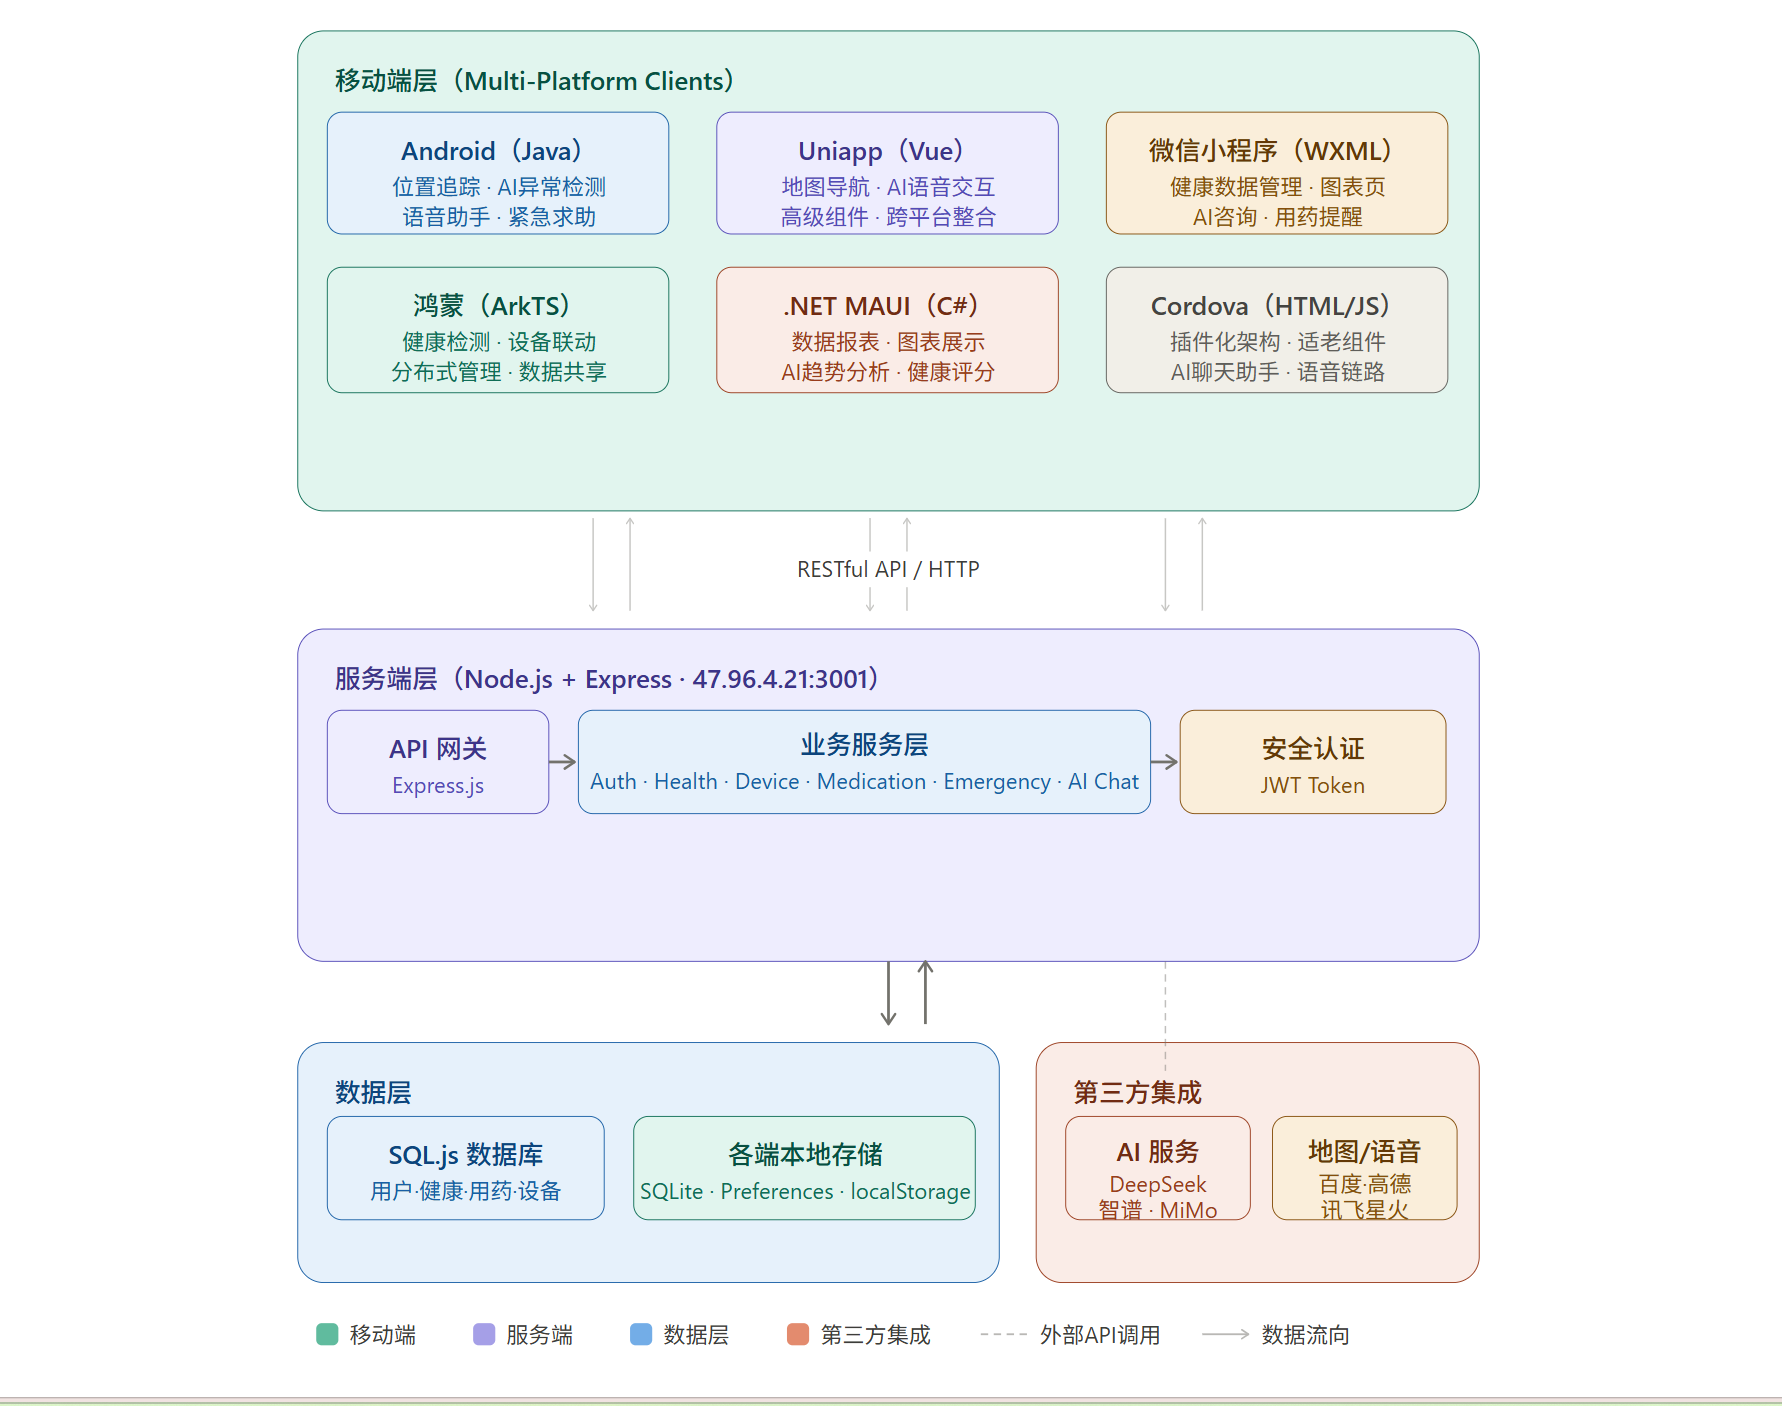 移动端层（Multi-Platform Clients）
Android（Java）
位置追踪 · AI异常检测
语音助手 · 紧急求助
Uniapp（Vue）
地图导航 · AI语音交互
高级组件 · 跨平台整合
微信小程序（WXML）
健康数据管理 · 图表页
AI咨询 · 用药提醒
鸿蒙（ArkTS）
健康检测 · 设备联动
分布式管理 · 数据共享
.NET MAUI（C#）
数据报表 · 图表展示
AI趋势分析 · 健康评分
Cordova（HTML/JS）
插件化架构 · 适老组件
AI聊天助手 · 语音链路
RESTful API / HTTP
服务端层（Node.js + Express · 47.96.4.21:3001）
API 网关
Express.js
业务服务层
Auth · Health · Device · Medication · Emergency · AI Chat
安全认证
JWT Token
数据层
SQL.js 数据库
用户·健康·用药·设备
各端本地存储
SQLite · Preferences · localStorage
第三方集成
AI 服务
DeepSeek
智谱 · MiMo
地图/语音
百度·高德
讯飞星火
移动端
服务端
数据层
第三方集成
外部API调用
数据流向